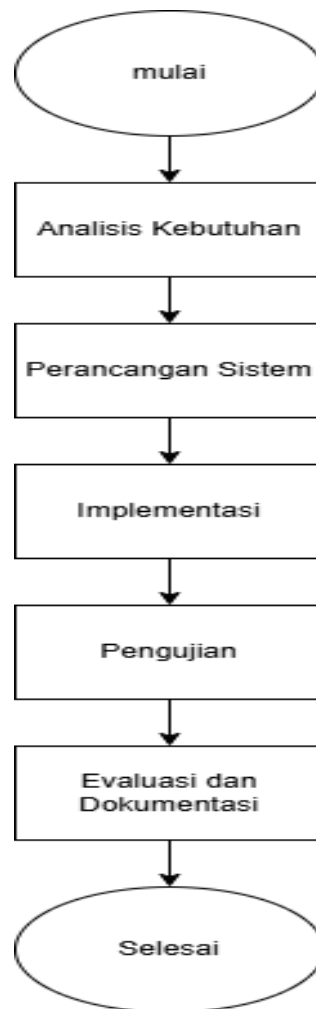 mulai
Analisis Kebutuhan
Perancangan Sistem
Implementasi
Pengujian
Evaluasi dan
Dokumentasi
Selesai